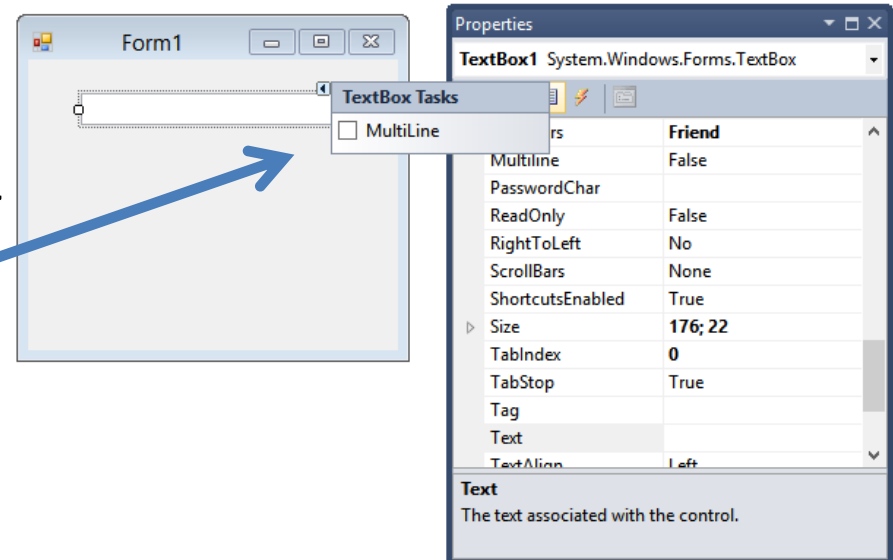 Form1
TextBox Tasks
MultiLine
Properties
TextBox1 System.Windows.Forms.TextBox
rs Friend
Multiline False
PasswordChar
ReadOnly False
RightToLeft No
ScrollBars None
ShortcutsEnabled True
Size 176; 22
TabIndex 0
TabStop True
Tag
Text
TextAlign Left
Text
The text associated with the control.